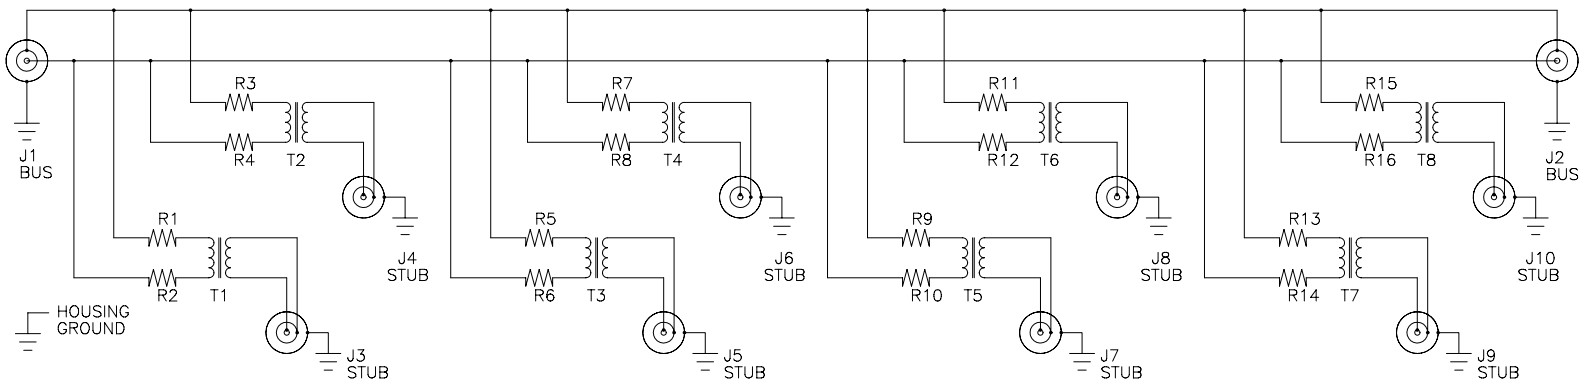 R3
R7
R11
R15
R4
T2
R8
T4
R12
T6
R16
T8
J1
BUS
J2
BUS
R1
R5
R9
R13
J4
STUB
J6
STUB
J8
STUB
J10
STUB
R2
T1
R6
T3
R10
T5
R14
T7
HOUSING
GROUND
J3
STUB
J5
STUB
J7
STUB
J9
STUB